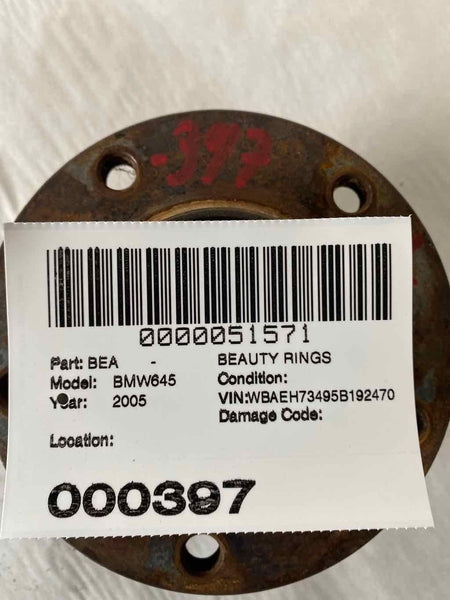 -397
0000051571
Part: BEA - BEAUTY RINGS
Model: BMW645 Condition:
Year: 2005 VIN:WBAEH73495B192470
Damage Code:
Location:
000397